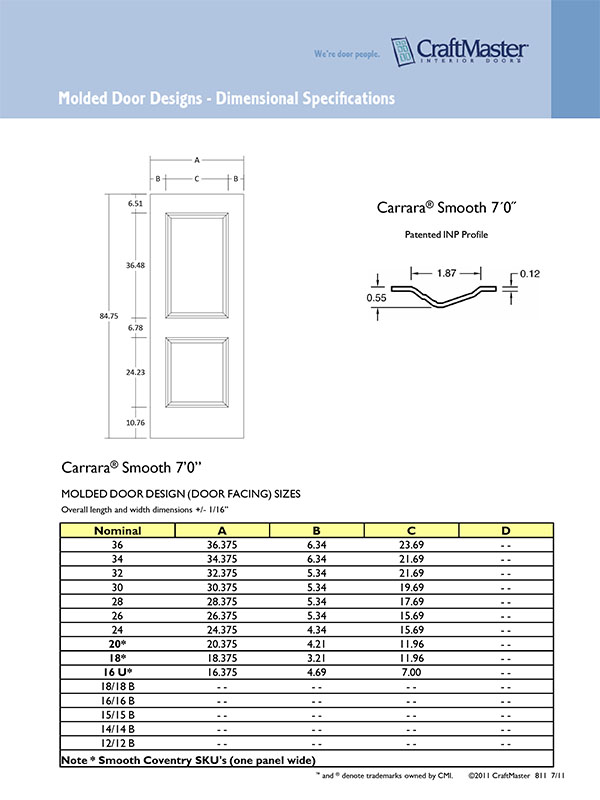 We're door people.
CraftMaster®
INTERIOR DOORS
Molded Door Designs - Dimensional Specifications
A
B C B
6.51
36.48
84.75
6.78
24.23
10.76
Carrara® Smooth 7´0˝
Patented INP Profile
1.87
0.12
0.55
Carrara® Smooth 7'0"
MOLDED DOOR DESIGN (DOOR FACING) SIZES
Overall length and width dimensions +/- 1/16"
Nominal A B C D
36 36.375 6.34 23.69 - -
34 34.375 6.34 21.69 - -
32 32.375 5.34 21.69 - -
30 30.375 5.34 19.69 - -
28 28.375 5.34 17.69 - -
26 26.375 5.34 15.69 - -
24 24.375 4.34 15.69 - -
20* 20.375 4.21 11.96 - -
18* 18.375 3.21 11.96 - -
16 U* 16.375 4.69 7.00 - -
18/18 B - - - - - - - -
16/16 B - - - - - - - -
15/15 B - - - - - - - -
14/14 B - - - - - - - -
12/12 B - - - - - - - -
Note * Smooth Coventry SKU's (one panel wide)
™ and ® denote trademarks owned by CMI. ©2011 CraftMaster 811 7/11